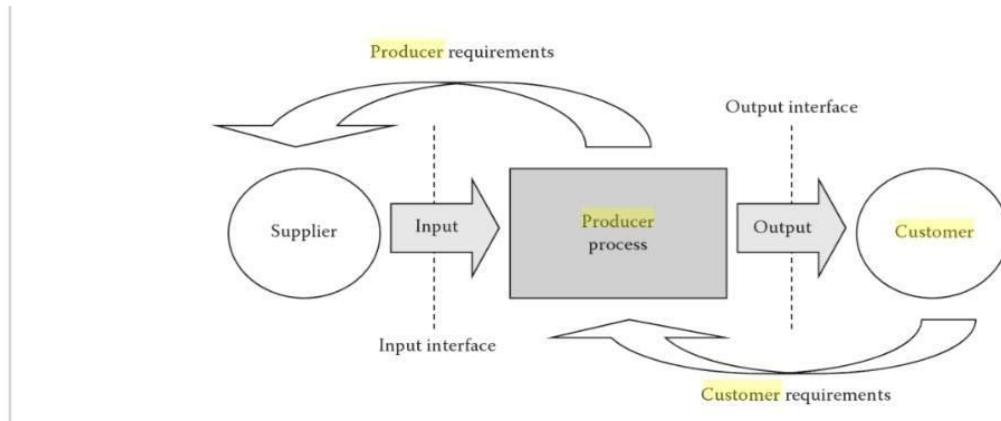 Producer requirements
Output interface
Supplier
Input
Producer
process
Output
Customer
Input interface
Customer requirements